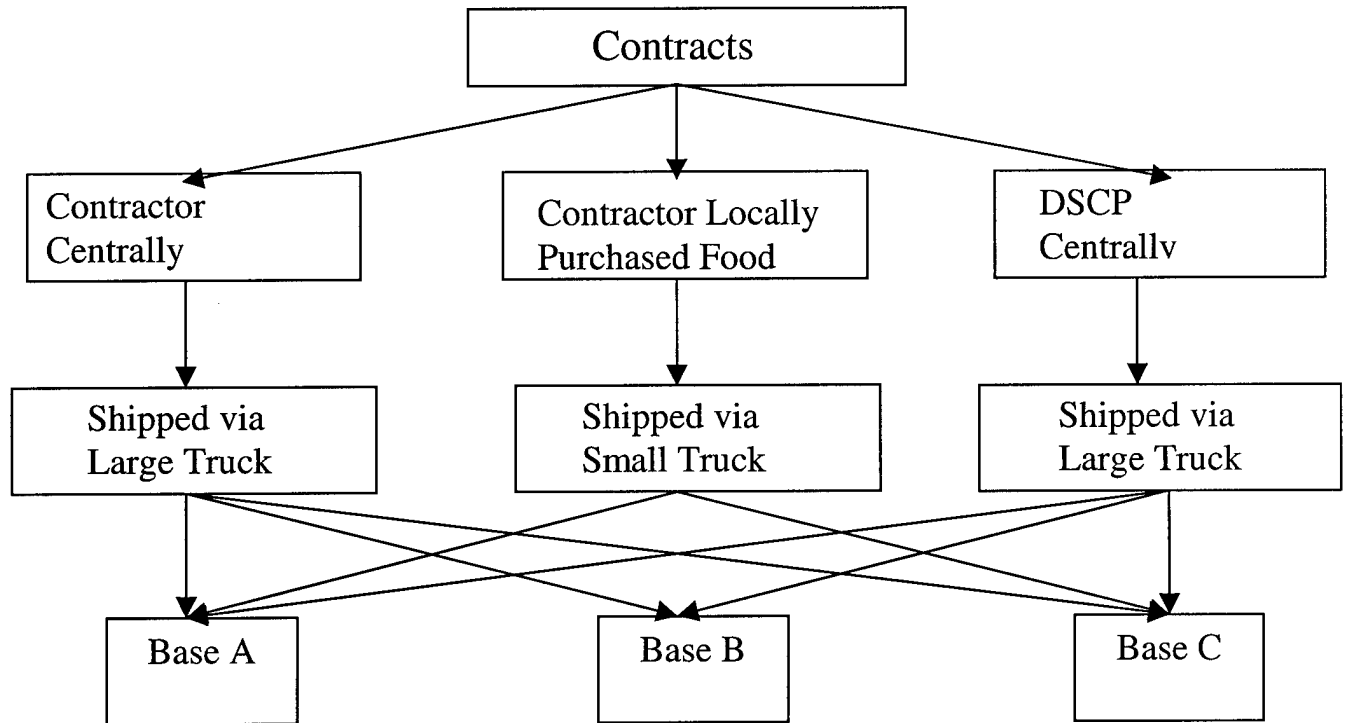 Contracts
Contractor
Centrally
Contractor Locally
Purchased Food
DSCP
Centrally
Shipped via
Large Truck
Shipped via
Small Truck
Shipped via
Large Truck
Base A
Base B
Base C